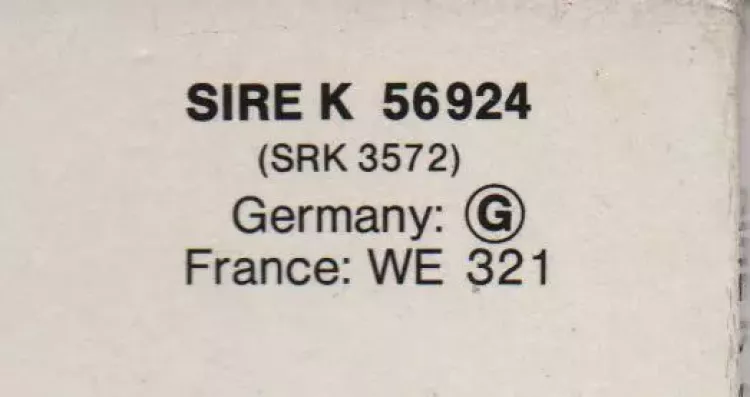 SIRE K 56924
(SRK 3572)
Germany: Ⓖ
France: WE 321